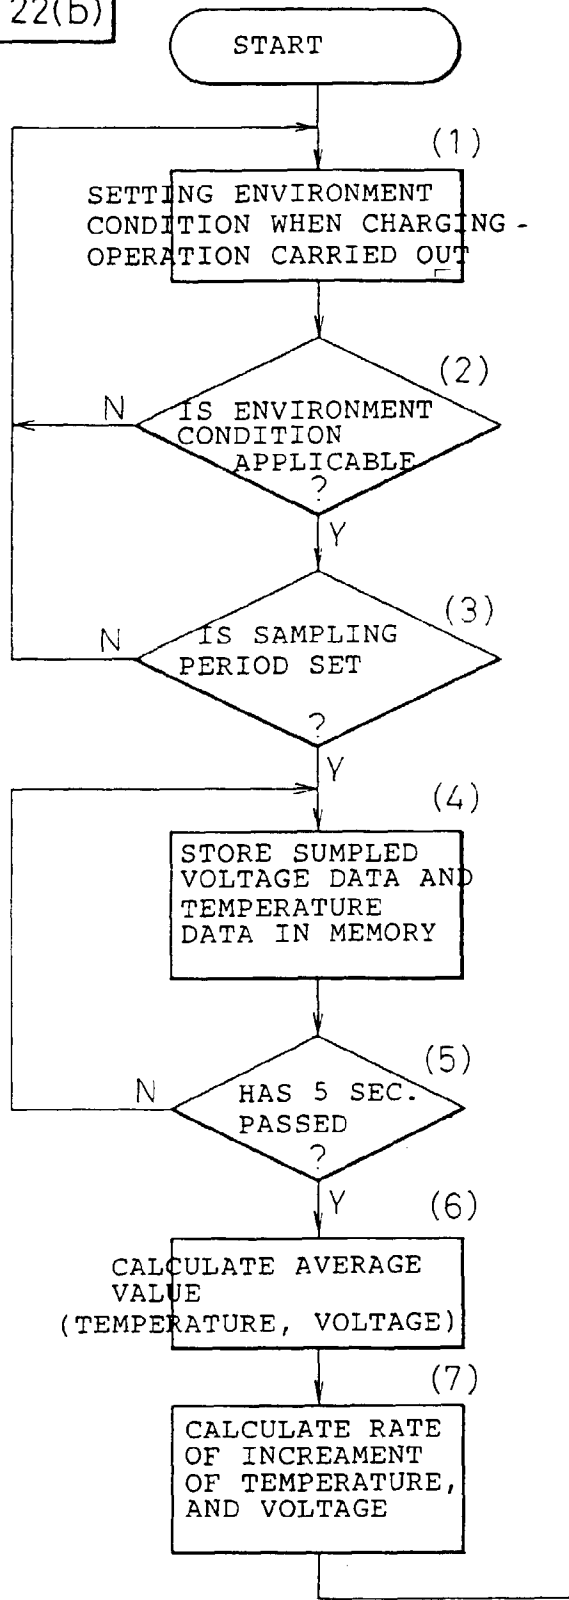 22(b)
START
(1)
SETTING ENVIRONMENT
CONDITION WHEN CHARGING-
OPERATION CARRIED OUT
(2)
N
IS ENVIRONMENT
CONDITION
APPLICABLE
?
Y
(3)
N
IS SAMPLING
PERIOD SET
?
Y
(4)
STORE SUMPLED
VOLTAGE DATA AND
TEMPERATURE
DATA IN MEMORY
(5)
N
HAS 5 SEC.
PASSED
?
Y
(6)
CALCULATE AVERAGE
VALUE
(TEMPERATURE, VOLTAGE)
(7)
CALCULATE RATE
OF INCREAMENT
OF TEMPERATURE,
AND VOLTAGE